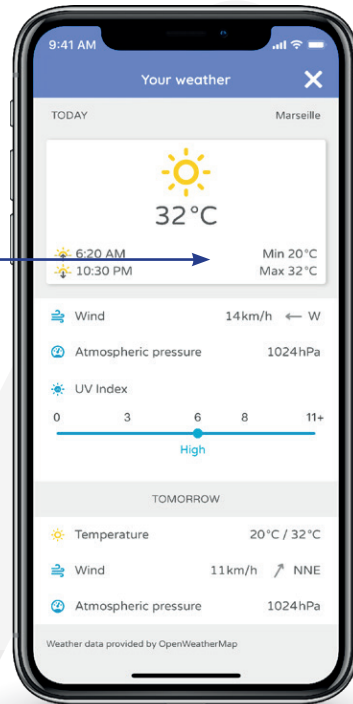 9:41 AM
Your weather
TODAY Marseille
32°C
6:20 AM Min 20°C
10:30 PM Max 32°C
Wind 14km/h ← W
Atmospheric pressure 1024hPa
UV Index
0 3 6 8 11+
High
TOMORROW
Temperature 20°C / 32°C
Wind 11km/h ↗ NNE
Atmospheric pressure 1024hPa
Weather data provided by OpenWeatherMap